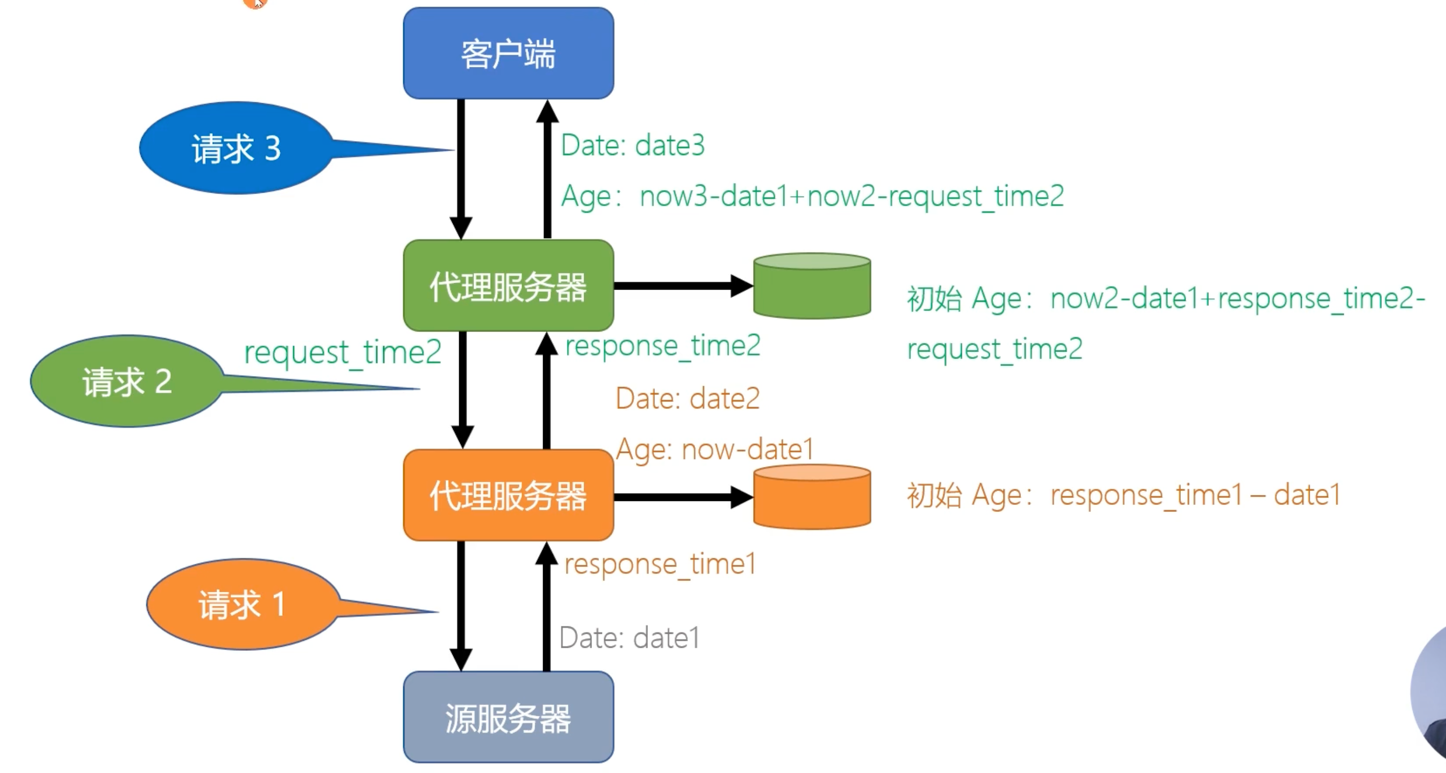 客户端
请求 3
Date: date3
Age：now3-date1+now2-request_time2
代理服务器
初始 Age：now2-date1+response_time2-
request_time2
request_time2
response_time2
请求 2
Date: date2
Age: now-date1
代理服务器
初始 Age：response_time1 – date1
response_time1
请求 1
Date: date1
源服务器